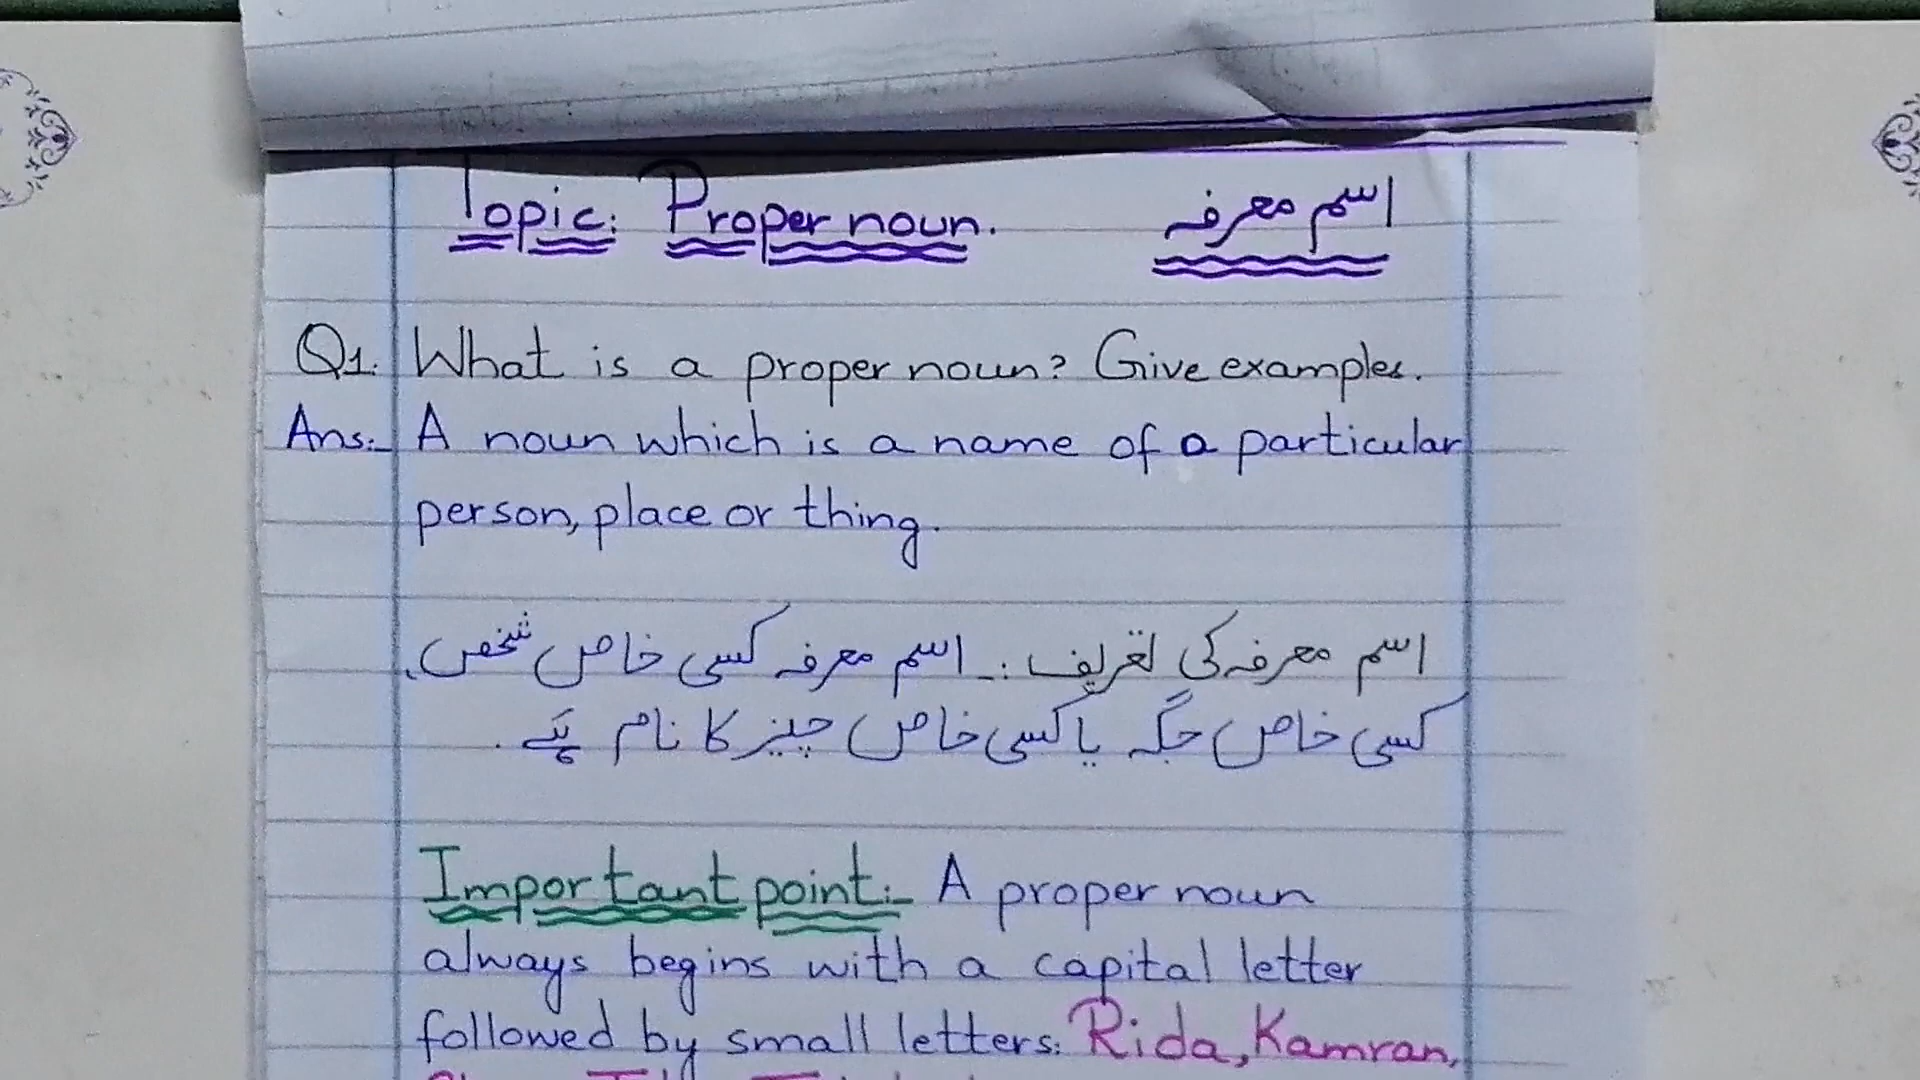 Topic: Proper noun. اسم معرفہ
Q1. What is a proper noun? Give examples.
Ans:- A noun which is a name of a particular
person, place or thing.
اسم معرفہ کی تعریف :- اسم معرفہ کسی خاص شخص،
کسی خاص جگہ یا کسی خاص چیز کا نام ہے .
Important point:- A proper noun
always begins with a capital letter
followed by small letters: Rida, Kamran,